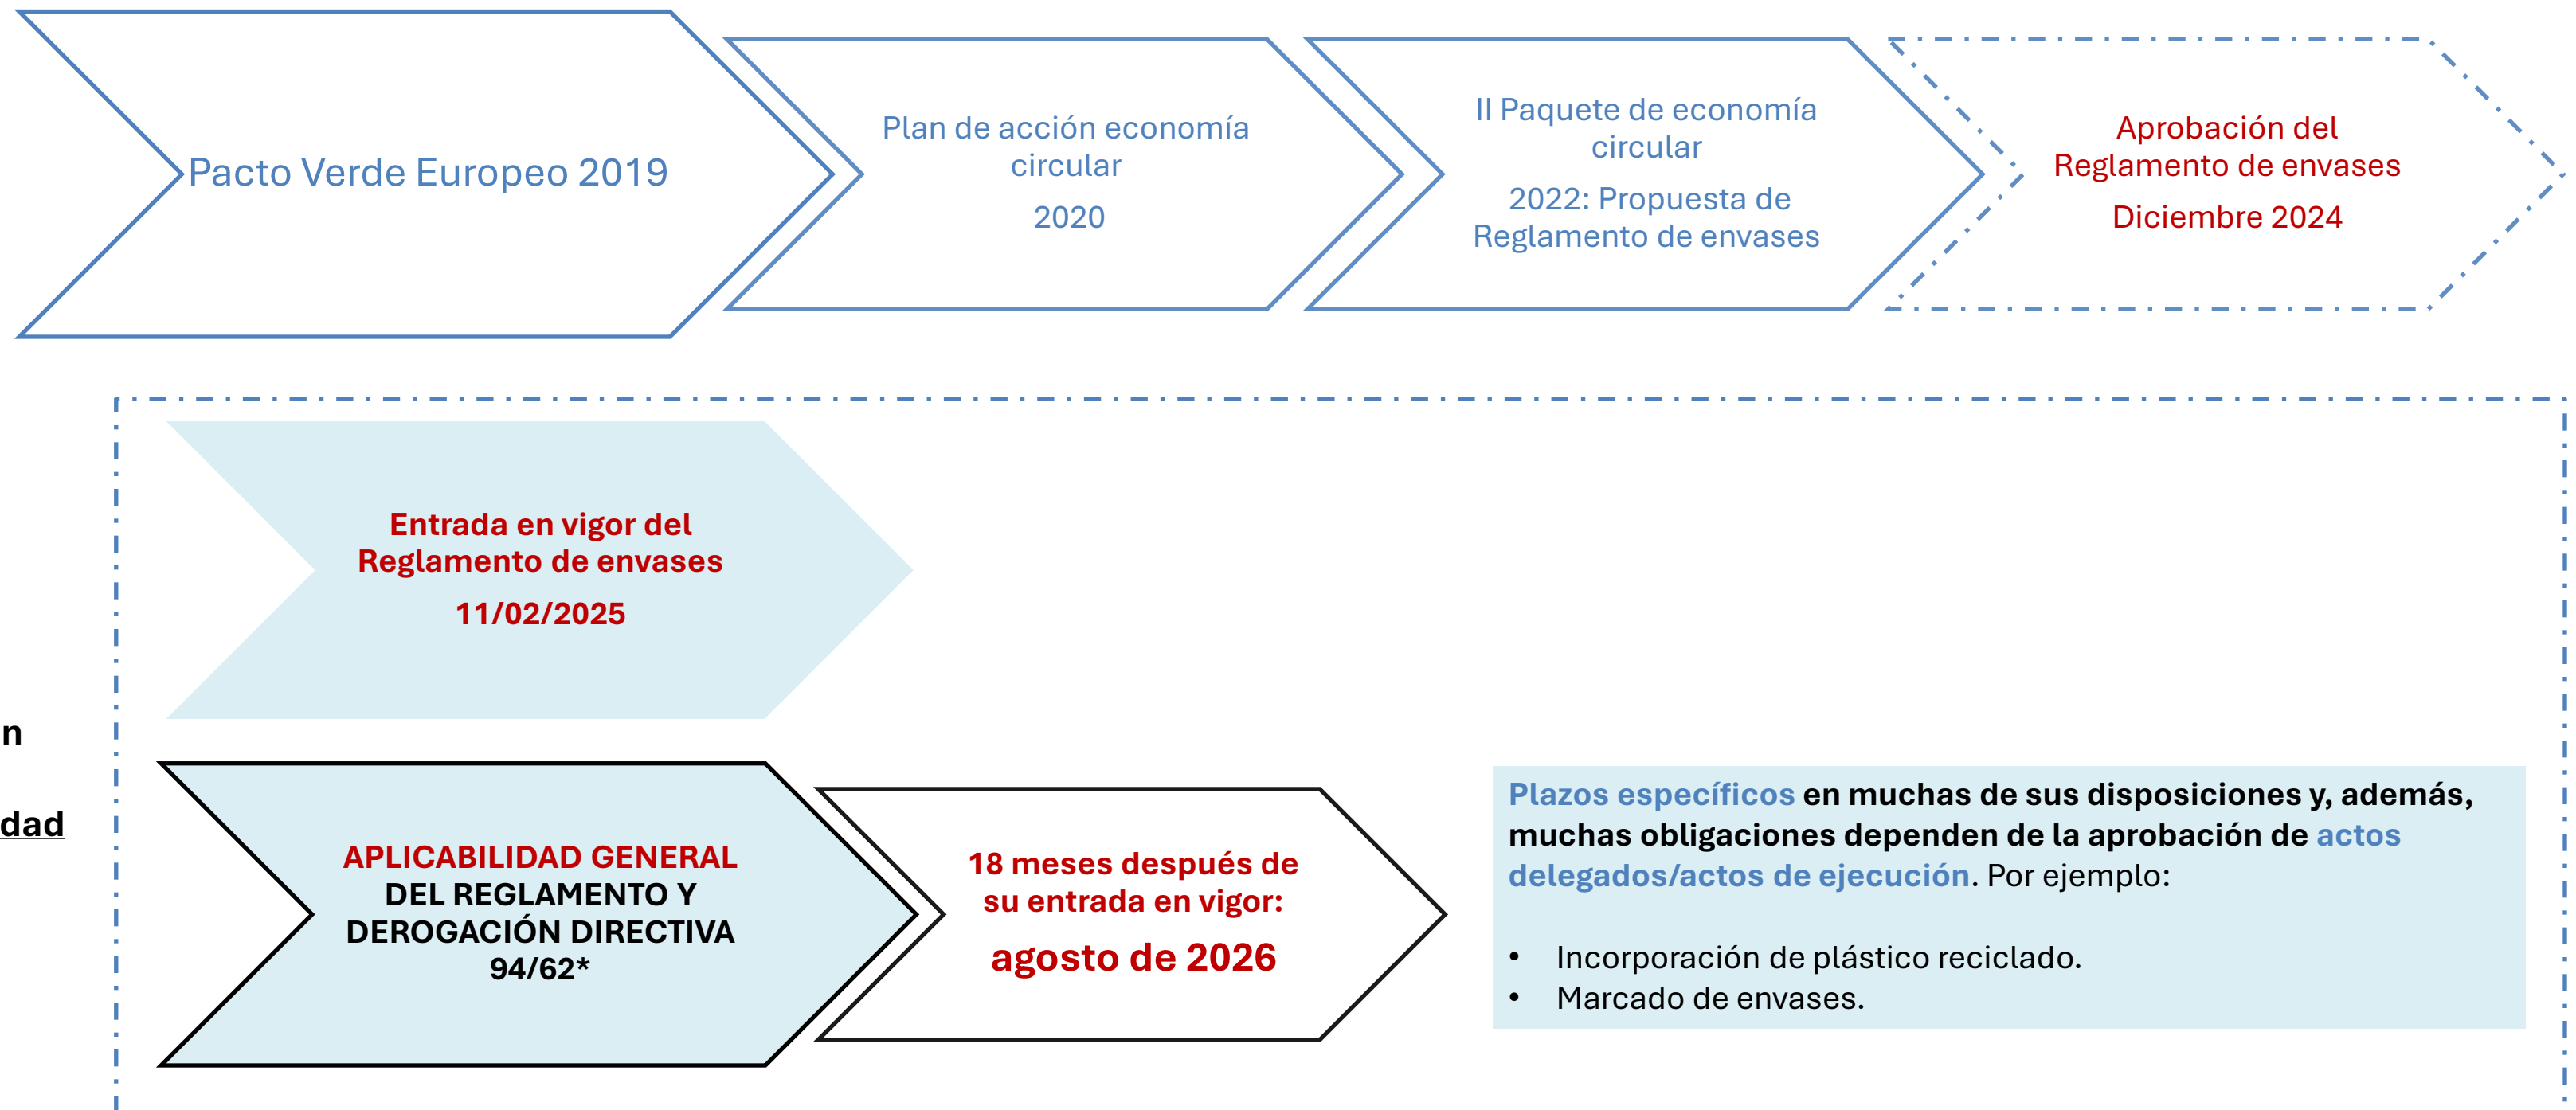 Pacto Verde Europeo 2019
Plan de acción economía
circular
2020
II Paquete de economía
circular
2022: Propuesta de
Reglamento de envases
Aprobación del
Reglamento de envases
Diciembre 2024
Entrada en vigor del
Reglamento de envases
11/02/2025
n
dad
APLICABILIDAD GENERAL
DEL REGLAMENTO Y
DEROGACIÓN DIRECTIVA
94/62*
18 meses después de
su entrada en vigor:
agosto de 2026
Plazos específicos en muchas de sus disposiciones y, además,
muchas obligaciones dependen de la aprobación de actos
delegados/actos de ejecución. Por ejemplo:
• Incorporación de plástico reciclado.
• Marcado de envases.